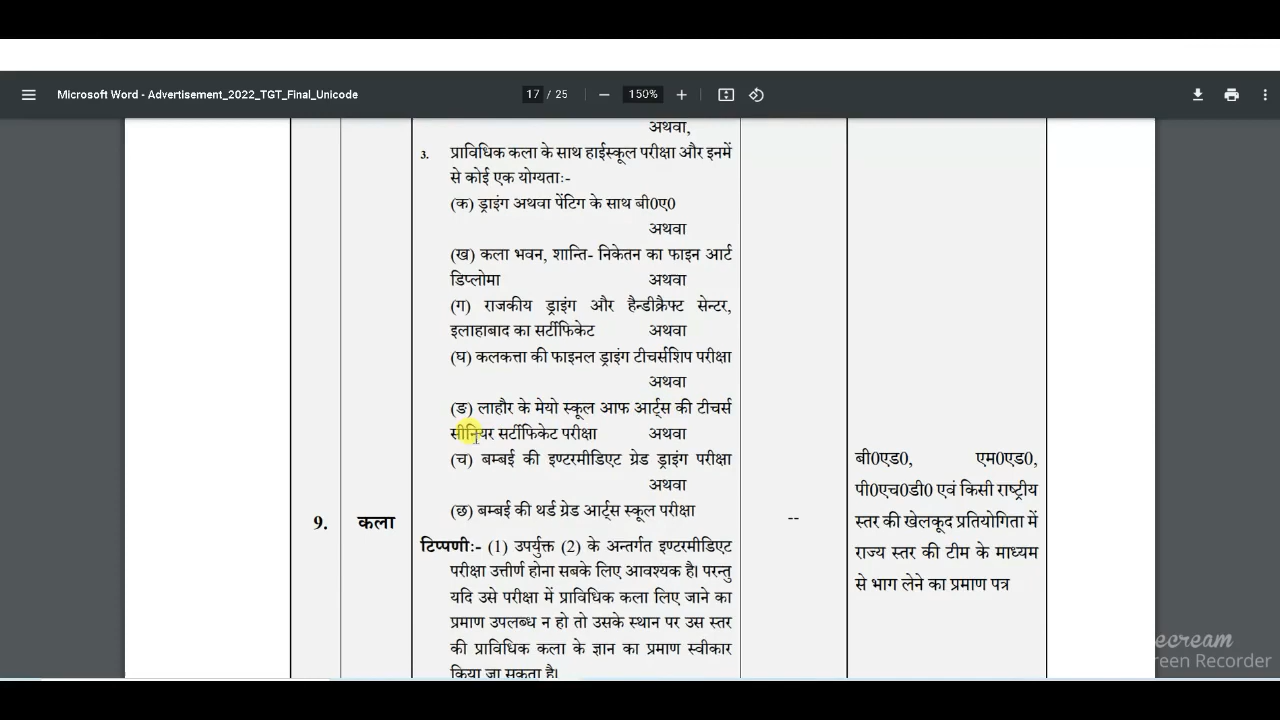 Microsoft Word - Advertisement_2022_TGT_Final_Unicode
17 / 25
150%
अथवा,
3. प्राविधिक कला के साथ हाईस्कूल परीक्षा और इनमें
से कोई एक योग्यताः-
(क) ड्राइंग अथवा पेंटिग के साथ बी0ए0
अथवा
(ख) कला भवन, शान्ति- निकेतन का फाइन आर्ट
डिप्लोमा अथवा
(ग) राजकीय ड्राइंग और हैन्डीक्रैफ्ट सेन्टर,
इलाहाबाद का सर्टीफिकेट अथवा
(घ) कलकत्ता की फाइनल ड्राइंग टीचर्सशिप परीक्षा
अथवा
(ङ) लाहौर के मेयो स्कूल आफ आर्ट्स की टीचर्स
सीनियर सर्टीफिकेट परीक्षा अथवा
(च) बम्बई की इण्टरमीडिएट ग्रेड ड्राइंग परीक्षा
अथवा
(छ) बम्बई की थर्ड ग्रेड आर्ट्स स्कूल परीक्षा
टिप्पणीः- (1) उपर्युक्त (2) के अन्तर्गत इण्टरमीडिएट
परीक्षा उत्तीर्ण होना सबके लिए आवश्यक है। परन्तु
यदि उसे परीक्षा में प्राविधिक कला लिए जाने का
प्रमाण उपलब्ध न हो तो उसके स्थान पर उस स्तर
की प्राविधिक कला के ज्ञान का प्रमाण स्वीकार
किया जा सकता है।
9. कला
--
बी0एड0, एम0एड0,
पी0एच0डी0 एवं किसी राष्ट्रीय
स्तर की खेलकूद प्रतियोगिता में
राज्य स्तर की टीम के माध्यम
से भाग लेने का प्रमाण पत्र
ecream
reen Recorder